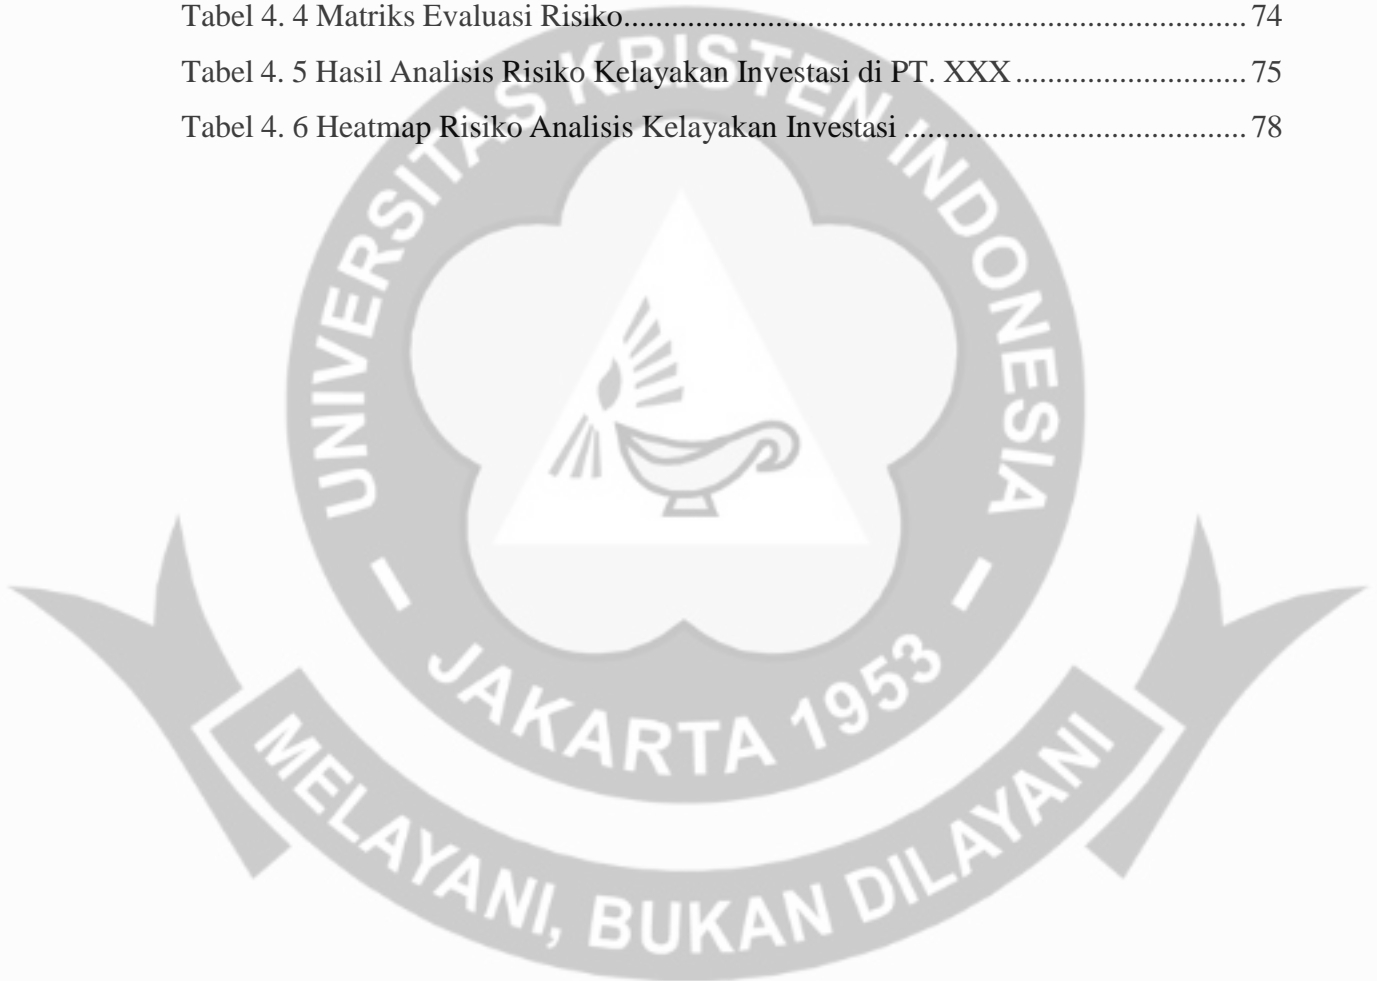 Tabel 4. 4 Matriks Evaluasi Risiko........................................................................... 74
Tabel 4. 5 Hasil Analisis Risiko Kelayakan Investasi di PT. XXX ............................ 75
Tabel 4. 6 Heatmap Risiko Analisis Kelayakan Investasi ......................................... 78
UNIVERSITAS KRISTEN INDONESIA
JAKARTA 1953
MELAYANI, BUKAN DILAYANI